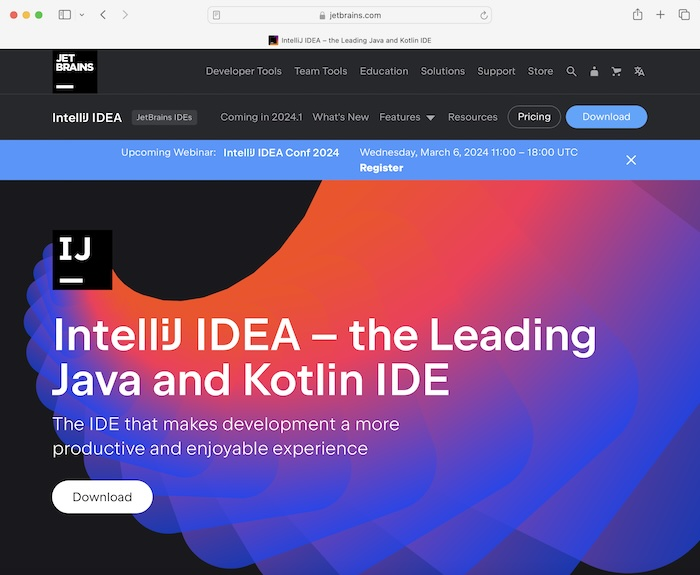 jetbrains.com
IntelliJ IDEA – the Leading Java and Kotlin IDE
JET
BRAINS
Developer Tools Team Tools Education Solutions Support Store
IntelliJ IDEA JetBrains IDEs Coming in 2024.1 What's New Features Resources Pricing Download
Upcoming Webinar: IntelliJ IDEA Conf 2024 Wednesday, March 6, 2024 11:00 – 18:00 UTC
Register
IJ
IntelliJ IDEA – the Leading
Java and Kotlin IDE
The IDE that makes development a more
productive and enjoyable experience
Download